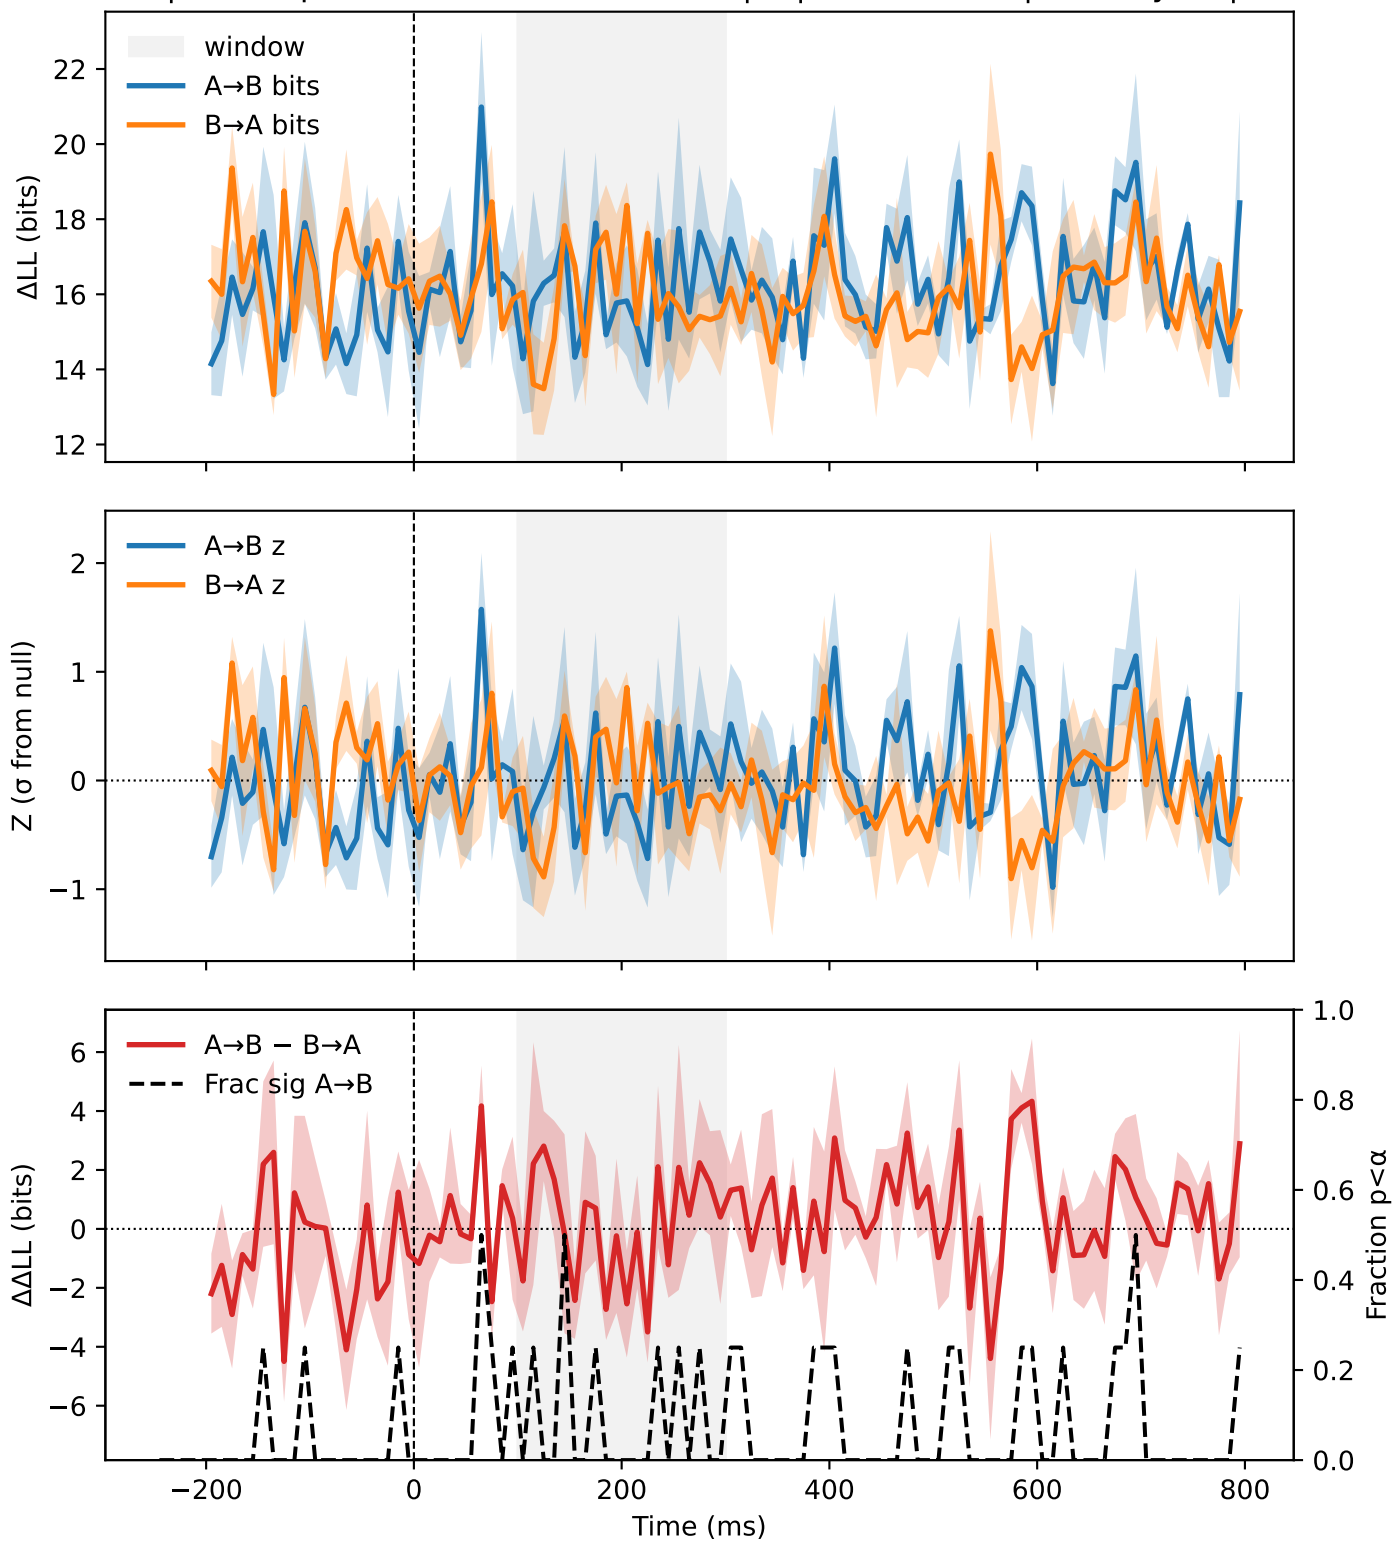 window
A→B bits
B→A bits
22
20
18
16
14
12
ΔLL (bits)
A→B z
B→A z
2
1
0
−1
Z (σ from null)
A→B − B→A
Frac sig A→B
6
4
2
0
−2
−4
−6
ΔΔLL (bits)
1.0
0.8
0.6
0.4
0.2
0.0
Fraction p<α
−200 0 200 400 600 800
Time (ms)